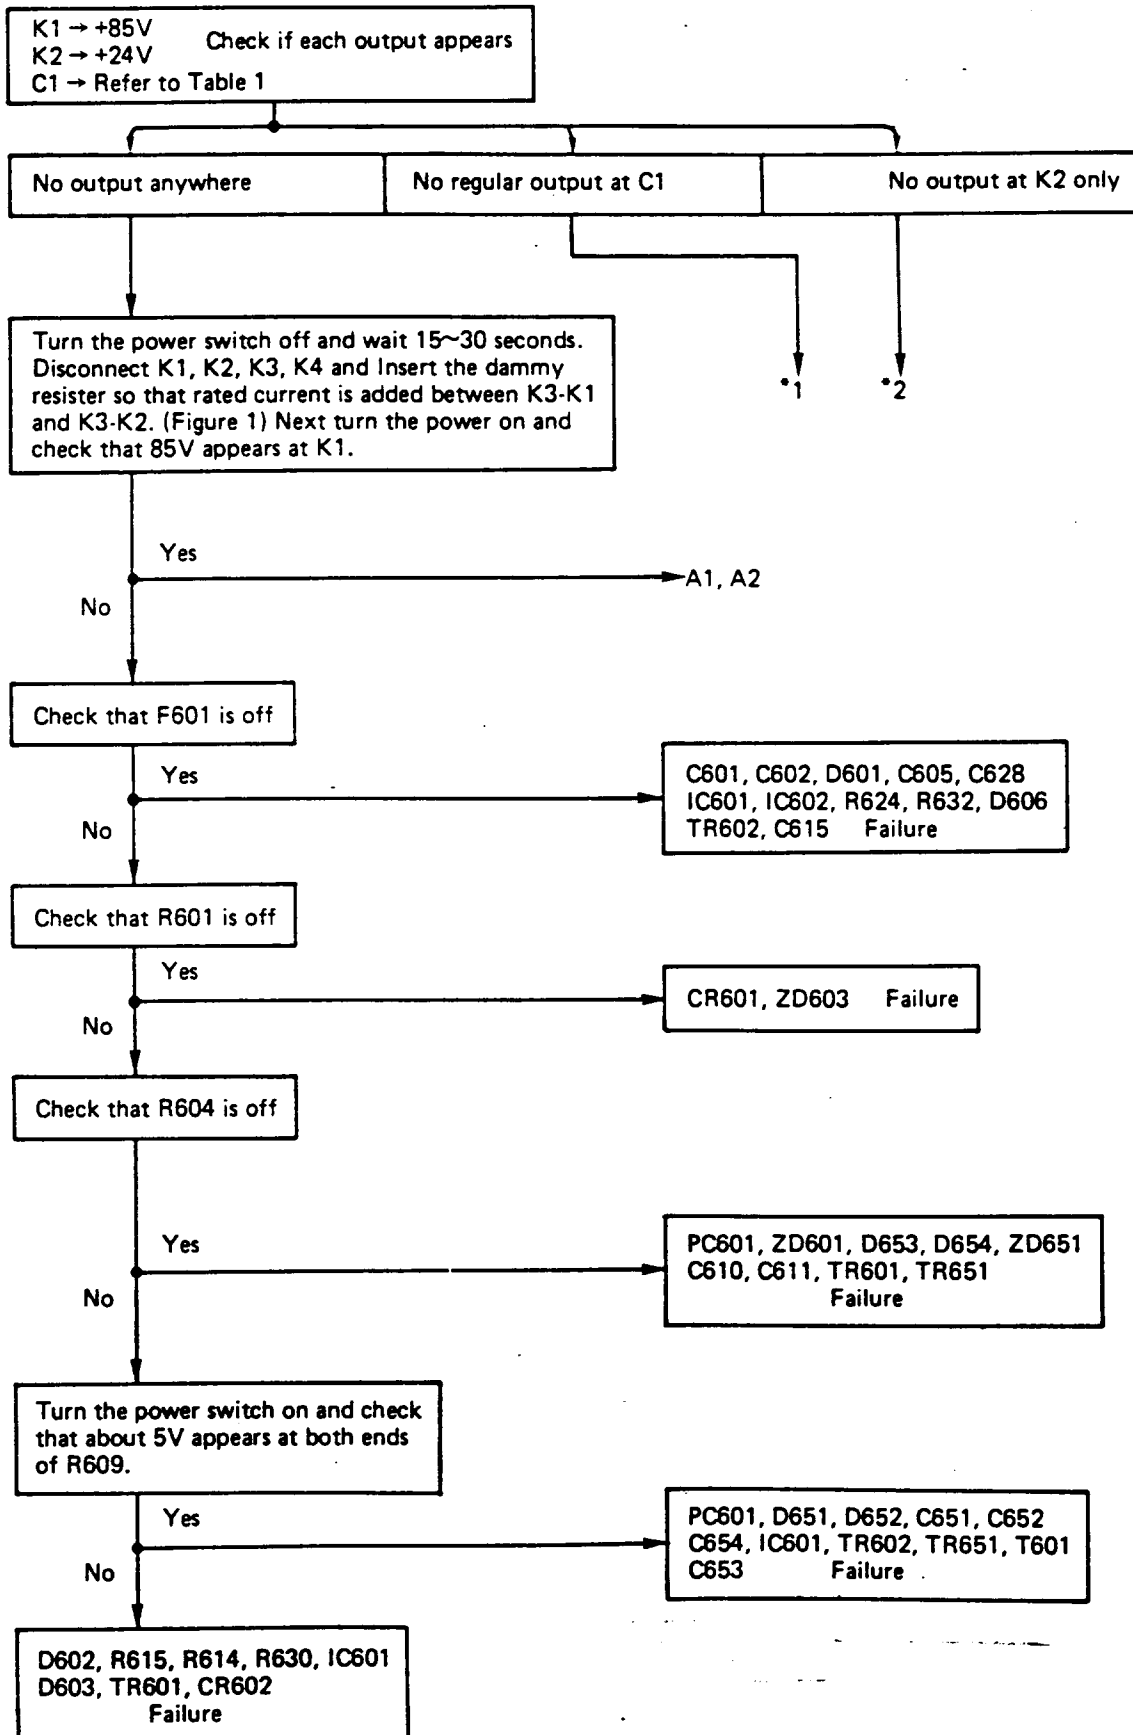 K1 → +85V
K2 → +24V
Check if each output appears
C1 → Refer to Table 1
No output anywhere
No regular output at C1
No output at K2 only
*1
*2
Turn the power switch off and wait 15~30 seconds.
Disconnect K1, K2, K3, K4 and Insert the dammy
resister so that rated current is added between K3-K1
and K3-K2. (Figure 1) Next turn the power on and
check that 85V appears at K1.
Yes
A1, A2
No
Check that F601 is off
Yes
C601, C602, D601, C605, C628
IC601, IC602, R624, R632, D606
TR602, C615 Failure
No
Check that R601 is off
Yes
CR601, ZD603 Failure
No
Check that R604 is off
Yes
PC601, ZD601, D653, D654, ZD651
C610, C611, TR601, TR651
Failure
No
Turn the power switch on and check
that about 5V appears at both ends
of R609.
Yes
PC601, D651, D652, C651, C652
C654, IC601, TR602, TR651, T601
C653 Failure
No
D602, R615, R614, R630, IC601
D603, TR601, CR602
Failure